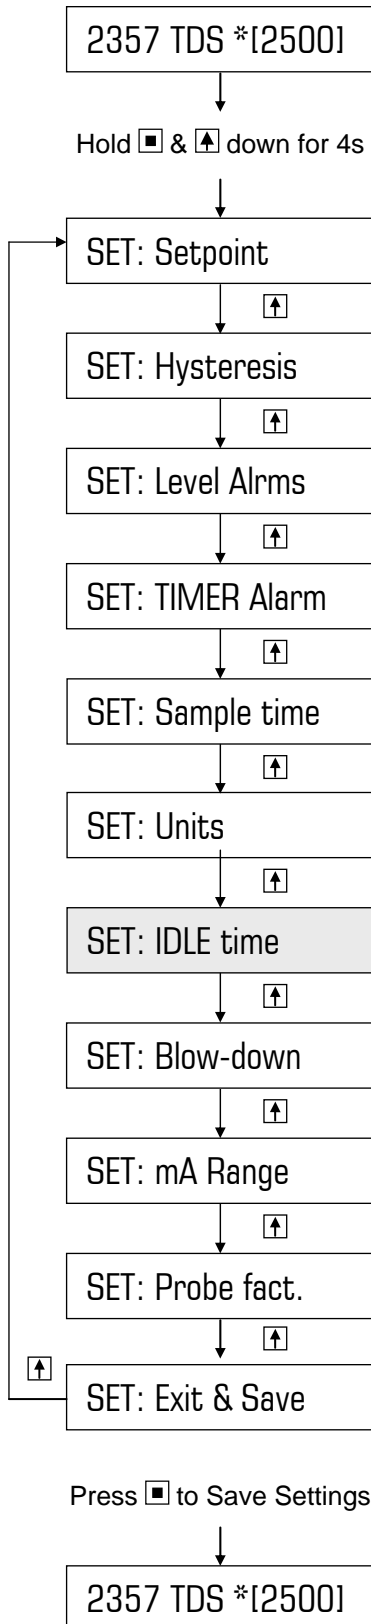 2357 TDS *[2500]
Hold & down for 4s
SET: Setpoint
SET: Hysteresis
SET: Level Alrms
SET: TIMER Alarm
SET: Sample time
SET: Units
SET: IDLE time
SET: Blow-down
SET: mA Range
SET: Probe fact.
SET: Exit & Save
Press to Save Settings
2357 TDS *[2500]